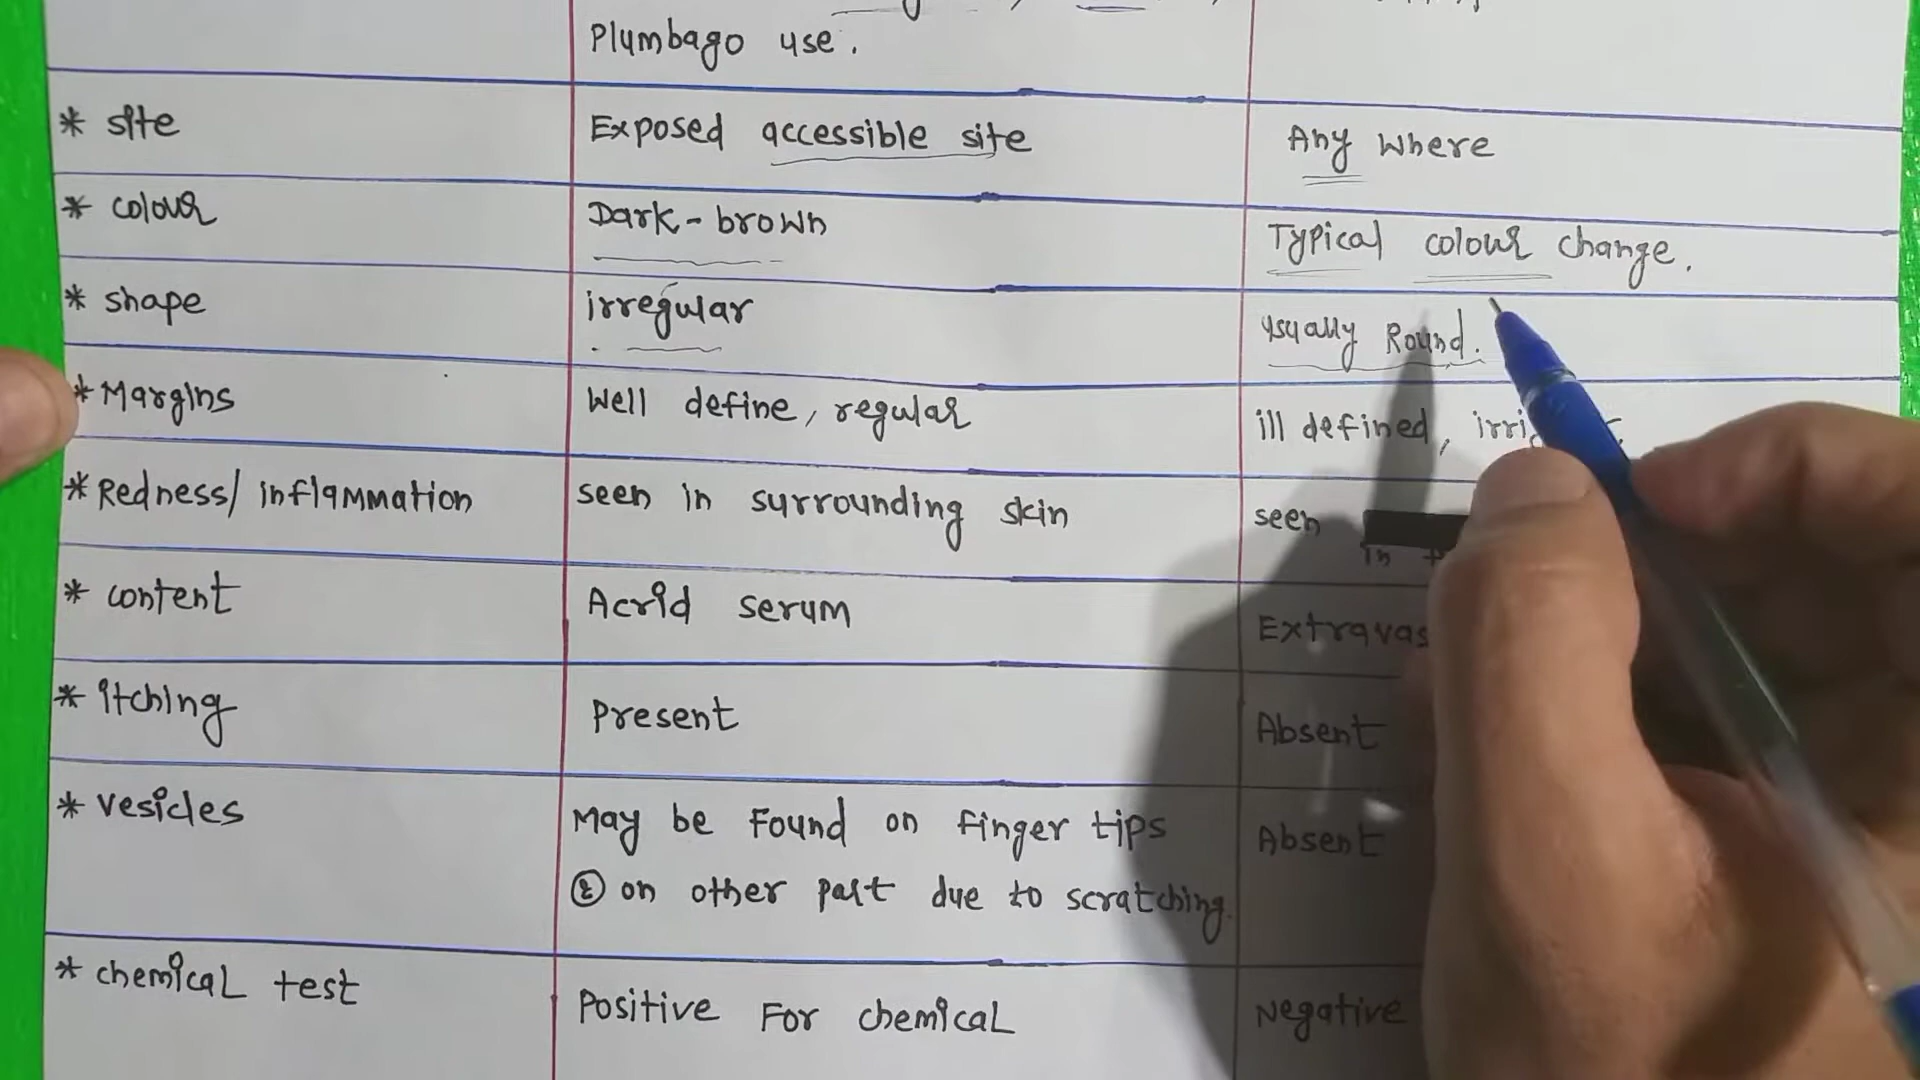 Plumbago use.
* site
Exposed accessible site
Any where
* colour
Dark-brown
Typical colour change.
* shape
irregular
usually Round.
* Margins
Well define, regular
ill defined,
* Redness/ inflammation
seen in surrounding skin
seen
in
* content
Acrid serum
Extravas
* itching
Present
Absent
* vesicles
May be Found on finger tips
& on other part due to scratching.
Absent
* chemical test
Positive For chemical
Negative